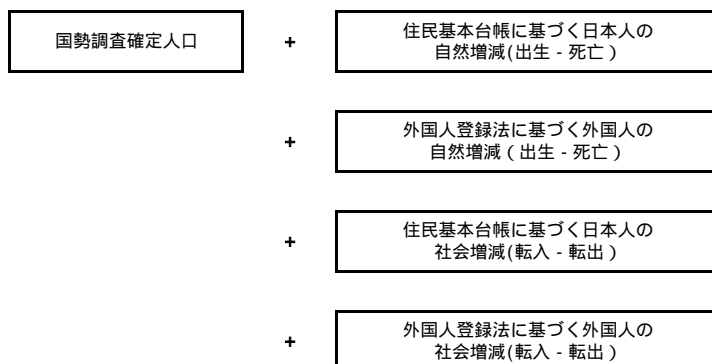 国勢調査確定人口
+
住民基本台帳に基づく日本人の
自然増減(出生 - 死亡)
+
外国人登録法に基づく外国人の
自然増減(出生 - 死亡)
+
住民基本台帳に基づく日本人の
社会増減(転入 - 転出)
+
外国人登録法に基づく外国人の
社会増減(転入 - 転出)